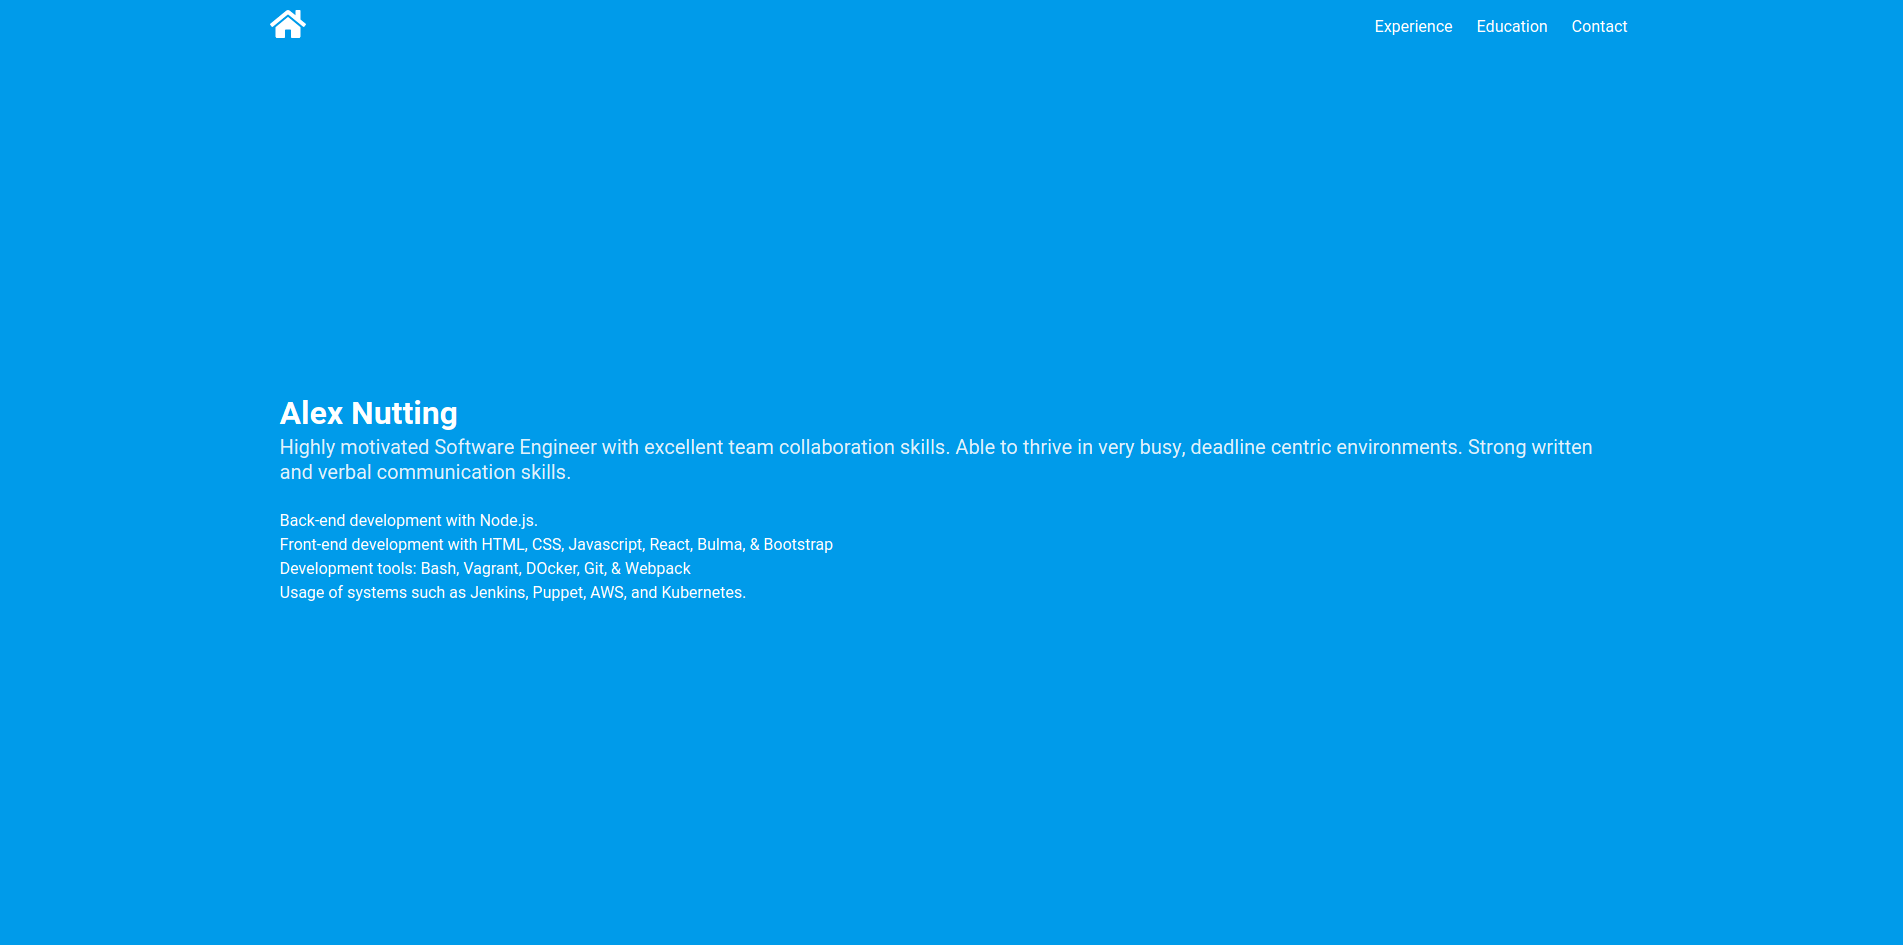 Experience Education Contact
Alex Nutting
Highly motivated Software Engineer with excellent team collaboration skills. Able to thrive in very busy, deadline centric environments. Strong written
and verbal communication skills.
Back-end development with Node.js.
Front-end development with HTML, CSS, Javascript, React, Bulma, & Bootstrap
Development tools: Bash, Vagrant, DOcker, Git, & Webpack
Usage of systems such as Jenkins, Puppet, AWS, and Kubernetes.